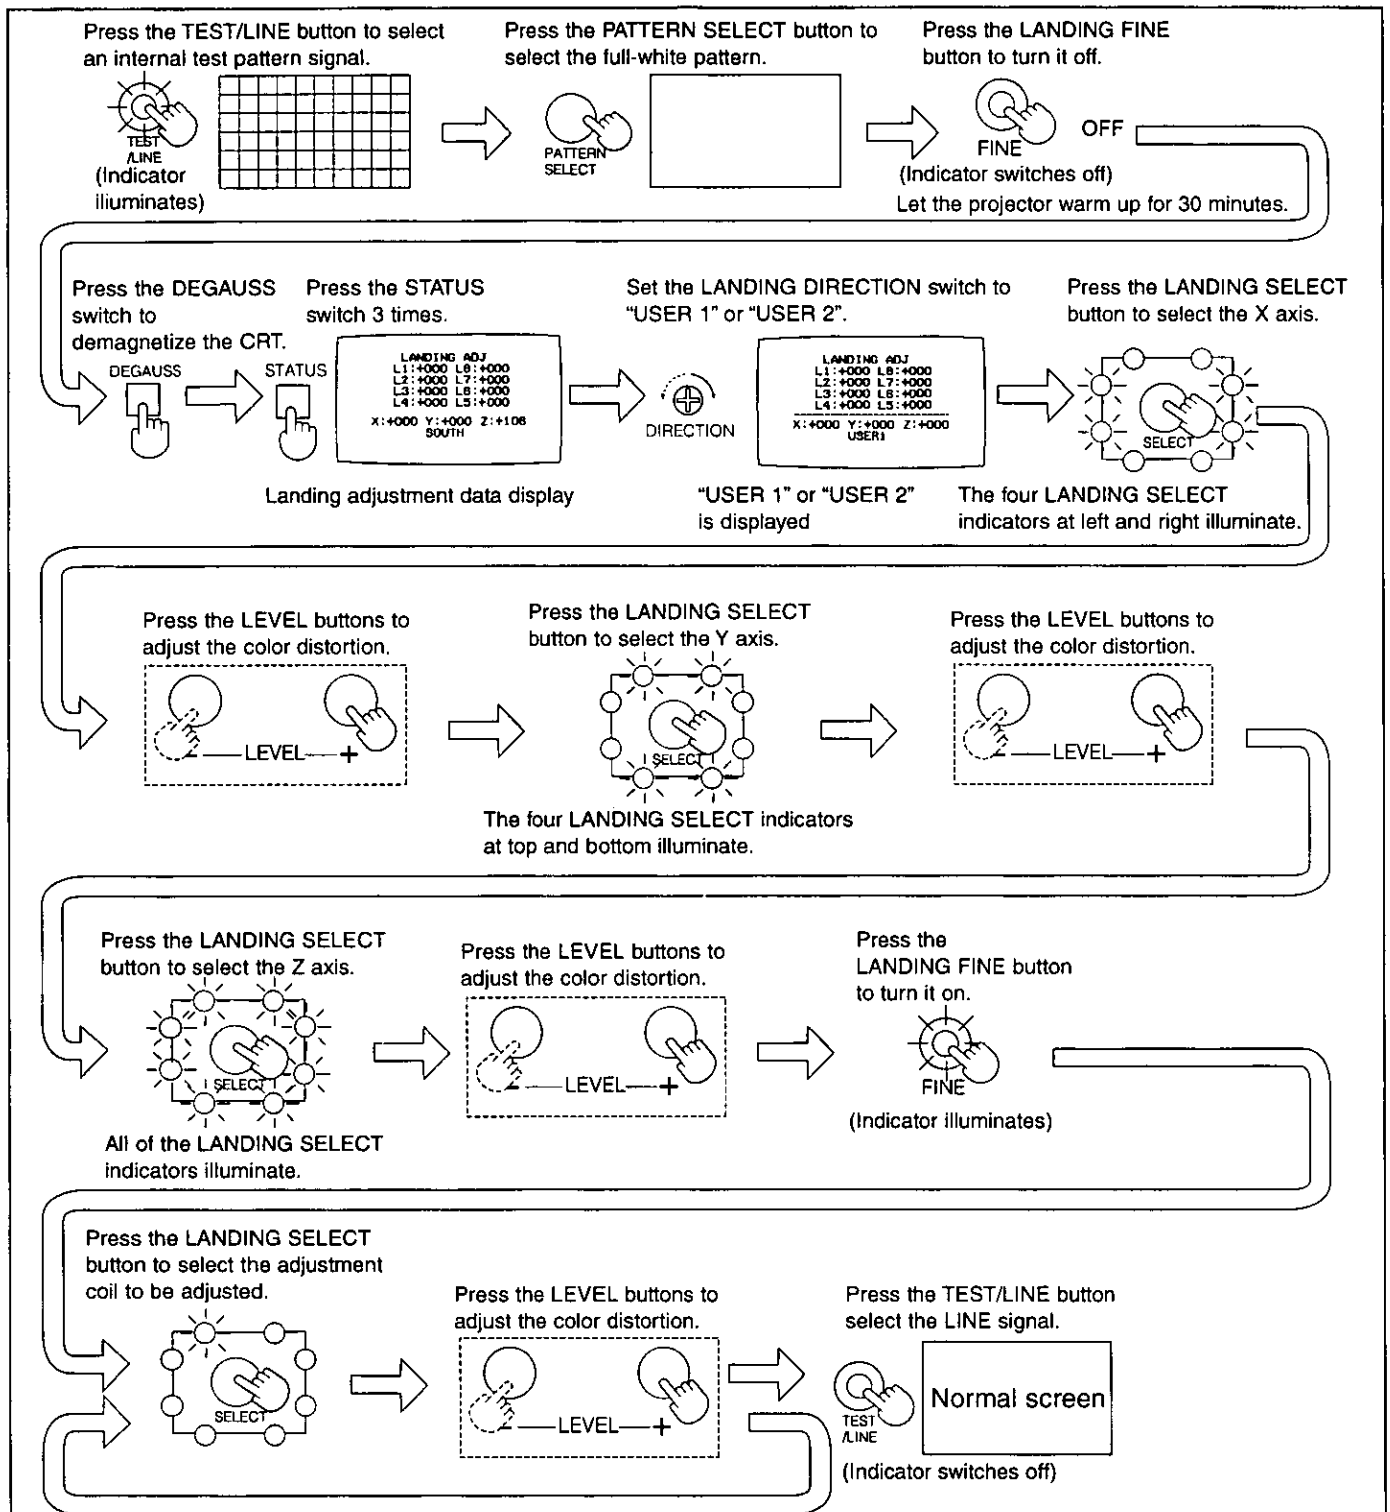 Press the TEST/LINE button to select
an internal test pattern signal.
TEST
/LINE
(Indicator
illuminates)
Press the PATTERN SELECT button to
select the full-white pattern.
PATTERN
SELECT
Press the LANDING FINE
button to turn it off.
FINE
OFF
(Indicator switches off)
Let the projector warm up for 30 minutes.
Press the DEGAUSS
switch to
demagnetize the CRT.
DEGAUSS
Press the STATUS
switch 3 times.
STATUS
LANDING ADJ
L1:+000 L8:+000
L2:+000 L7:+000
L3:+000 L6:+000
L4:+000 L5:+000
X:+000 Y:+000 Z:+108
SOUTH
Landing adjustment data display
Set the LANDING DIRECTION switch to
"USER 1" or "USER 2".
DIRECTION
LANDING ADJ
L1:+000 L8:+000
L2:+000 L7:+000
L3:+000 L6:+000
L4:+000 L5:+000
X:+000 Y:+000 Z:+000
USER1
"USER 1" or "USER 2"
is displayed
Press the LANDING SELECT
button to select the X axis.
SELECT
The four LANDING SELECT
indicators at left and right illuminate.
Press the LEVEL buttons to
adjust the color distortion.
– LEVEL +
Press the LANDING SELECT
button to select the Y axis.
SELECT
The four LANDING SELECT indicators
at top and bottom illuminate.
Press the LEVEL buttons to
adjust the color distortion.
– LEVEL +
Press the LANDING SELECT
button to select the Z axis.
SELECT
All of the LANDING SELECT
indicators illuminate.
Press the LEVEL buttons to
adjust the color distortion.
– LEVEL +
Press the
LANDING FINE button
to turn it on.
FINE
(Indicator illuminates)
Press the LANDING SELECT
button to select the adjustment
coil to be adjusted.
SELECT
Press the LEVEL buttons to
adjust the color distortion.
– LEVEL +
Press the TEST/LINE button
select the LINE signal.
TEST
/LINE
Normal screen
(Indicator switches off)